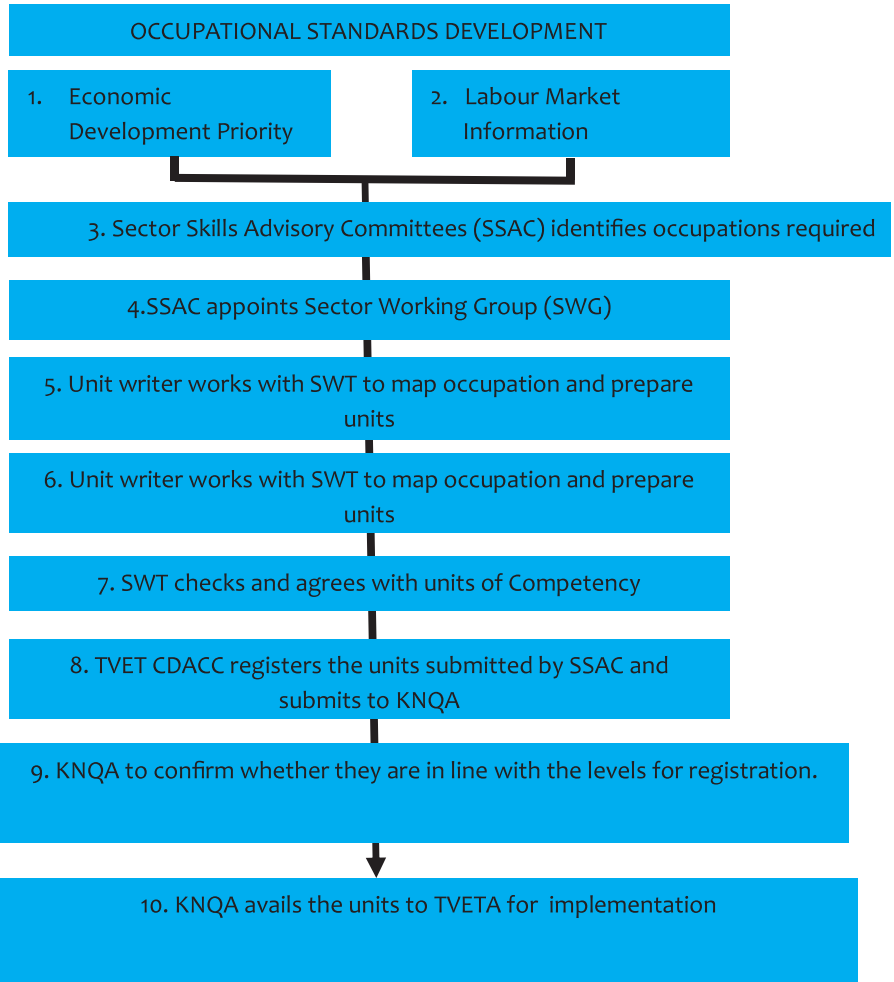 OCCUPATIONAL STANDARDS DEVELOPMENT
1. Economic
Development Priority
2. Labour Market
Information
3. Sector Skills Advisory Committees (SSAC) identifies occupations required
4.SSAC appoints Sector Working Group (SWG)
5. Unit writer works with SWT to map occupation and prepare
units
6. Unit writer works with SWT to map occupation and prepare
units
7. SWT checks and agrees with units of Competency
8. TVET CDACC registers the units submitted by SSAC and
submits to KNQA
9. KNQA to confirm whether they are in line with the levels for registration.
10. KNQA avails the units to TVETA for implementation